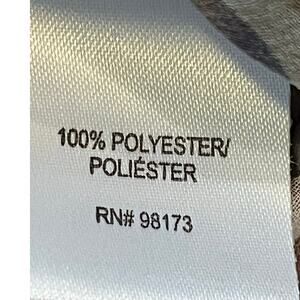 100% POLYESTER/
POLIÉSTER
RN# 98173